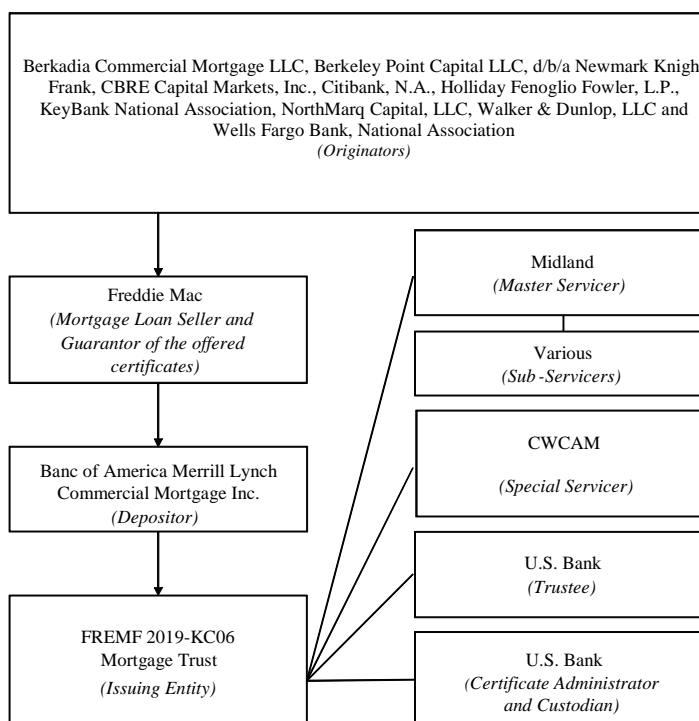 Berkadia Commercial Mortgage LLC, Berkeley Point Capital LLC, d/b/a Newmark Knigh
Frank, CBRE Capital Markets, Inc., Citibank, N.A., Holliday Fenoglio Fowler, L.P.,
KeyBank National Association, NorthMarq Capital, LLC, Walker & Dunlop, LLC and
Wells Fargo Bank, National Association
(Originators)
Freddie Mac
(Mortgage Loan Seller and
Guarantor of the offered
certificates)
Banc of America Merrill Lynch
Commercial Mortgage Inc.
(Depositor)
FREMF 2019-KC06
Mortgage Trust
(Issuing Entity)
Midland
(Master Servicer)
Various
(Sub-Servicers)
CWCAM
(Special Servicer)
U.S. Bank
(Trustee)
U.S. Bank
(Certificate Administrator
and Custodian)